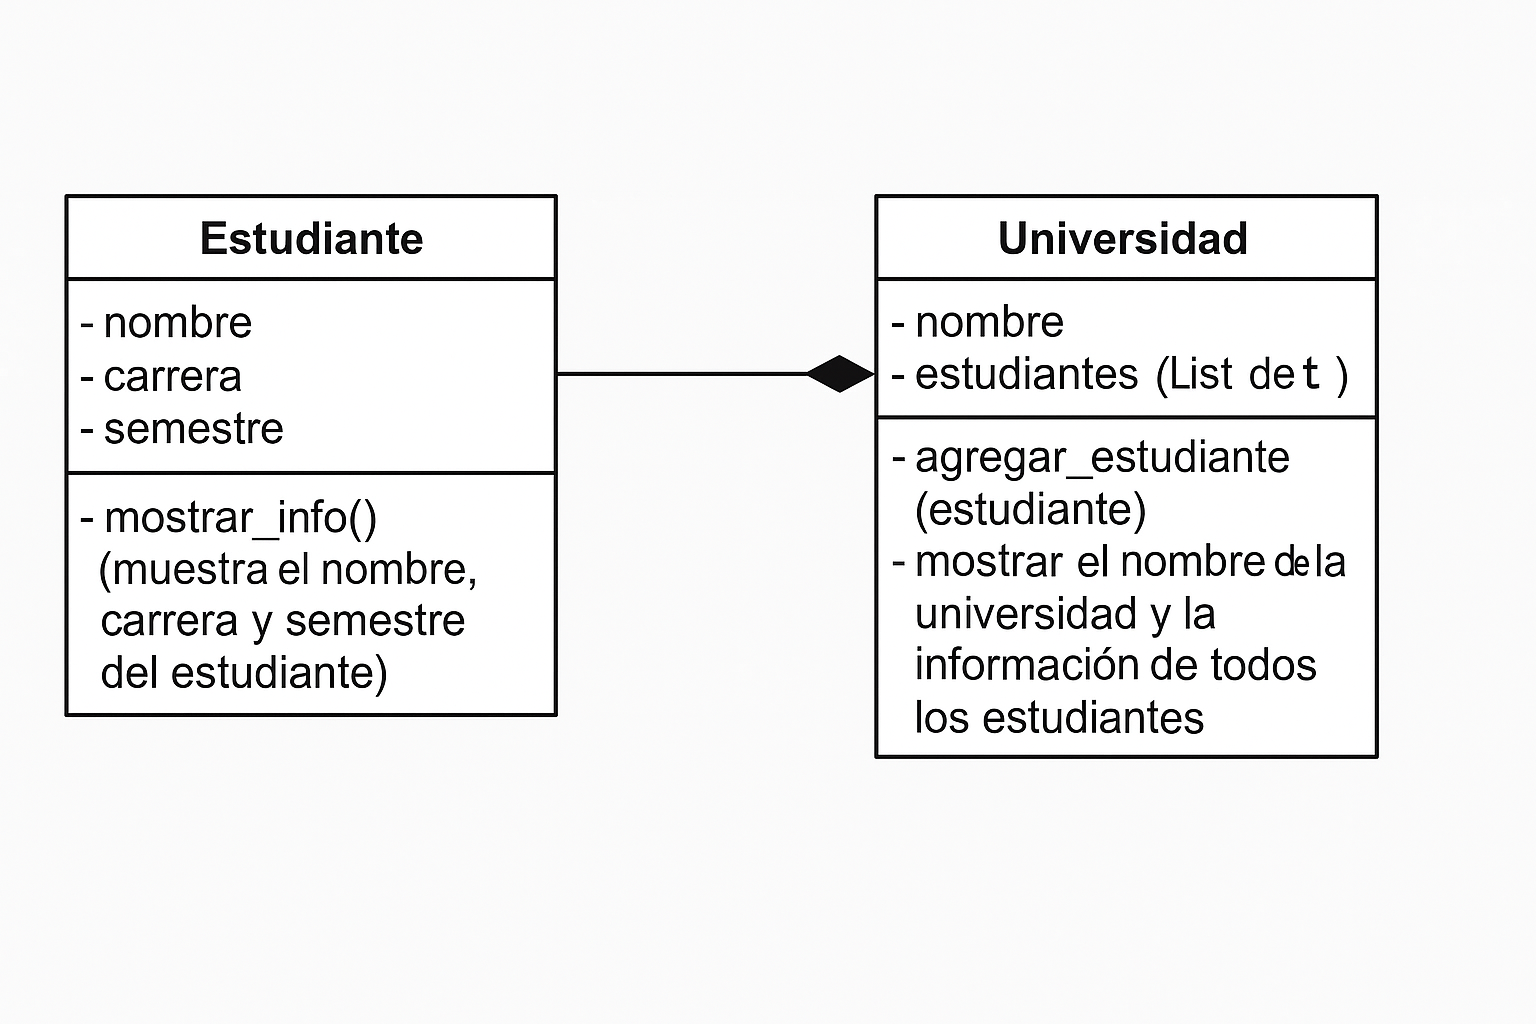 Estudiante
- nombre
- carrera
- semestre
- mostrar_info()
(muestra el nombre,
carrera y semestre
del estudiante)
Universidad
- nombre
- estudiantes (List det )
- agregar_estudiante
(estudiante)
- mostrar el nombre de la
universidad y la
información de todos
los estudiantes